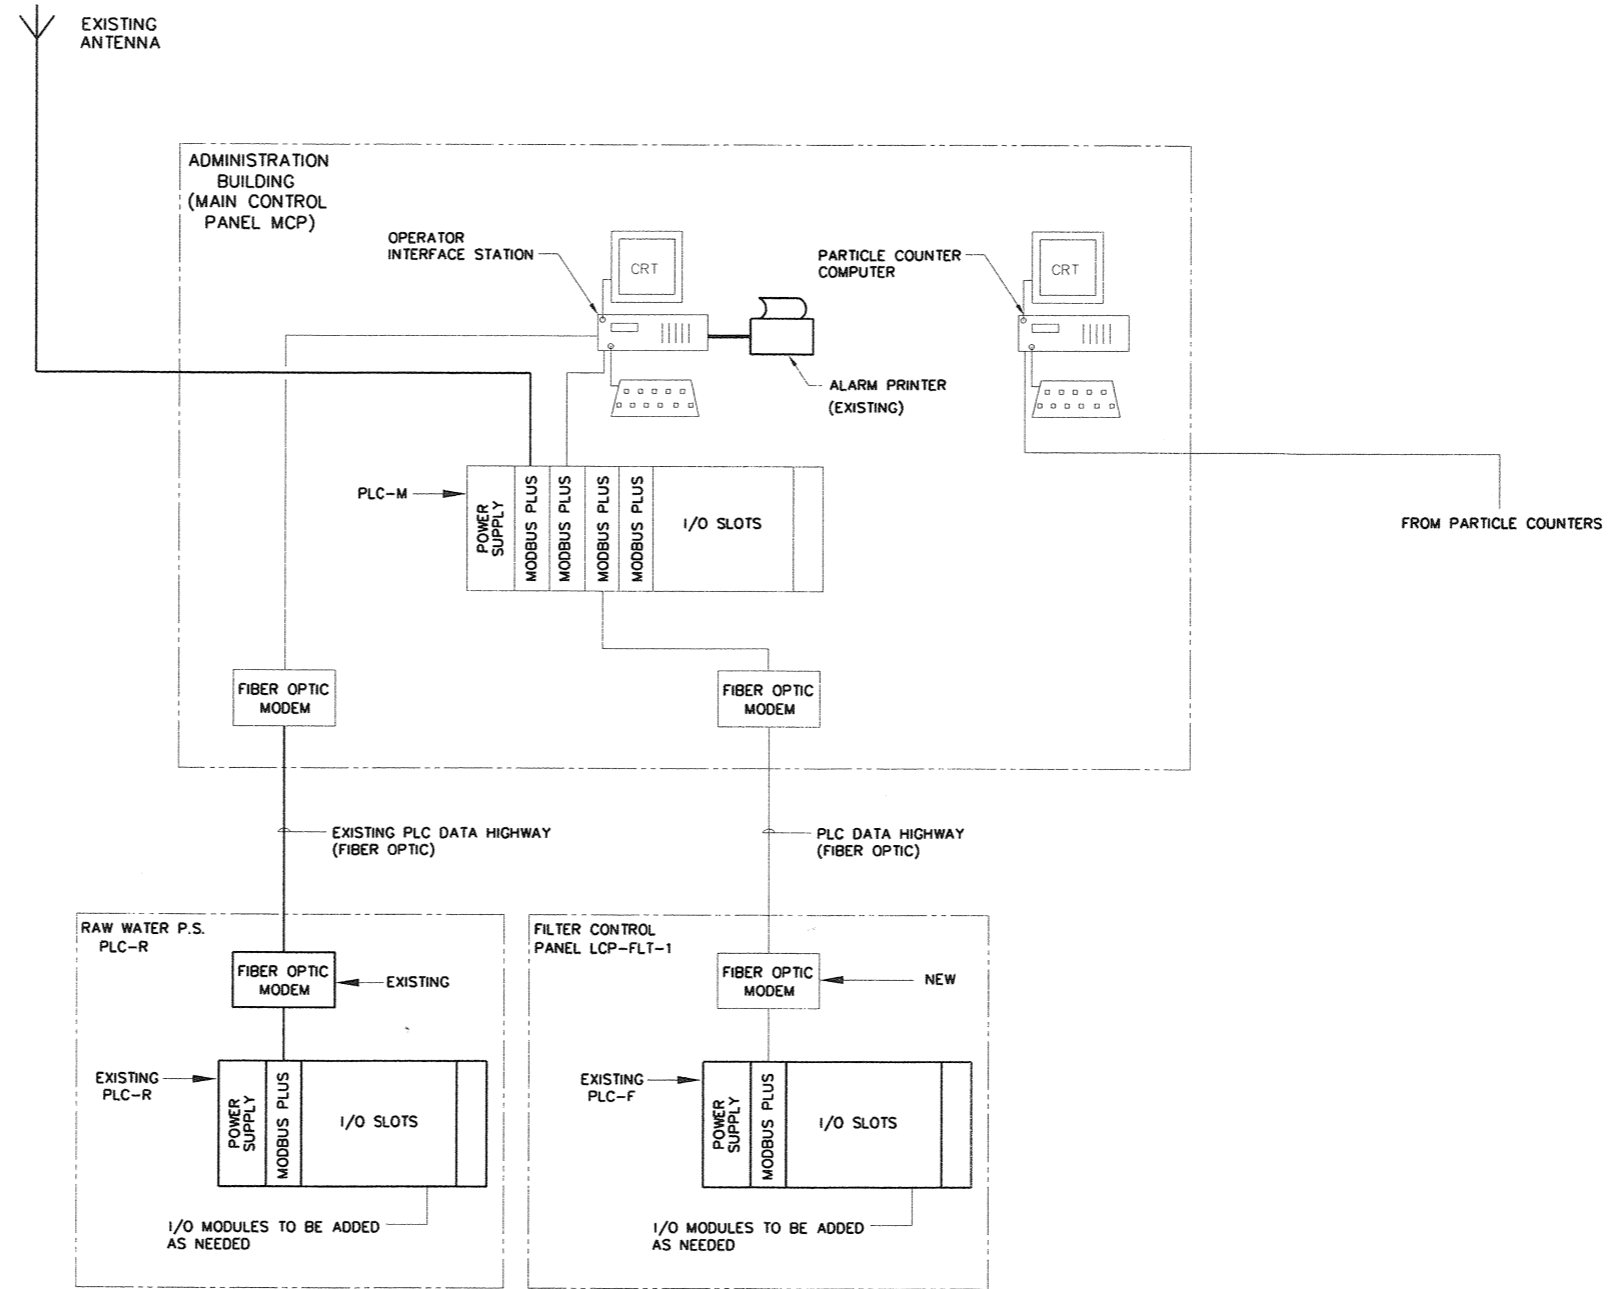 EXISTING
ANTENNA
ADMINISTRATION
BUILDING
(MAIN CONTROL
PANEL MCP)
OPERATOR
INTERFACE STATION
CRT
PARTICLE COUNTER
COMPUTER
CRT
ALARM PRINTER
(EXISTING)
PLC-M
POWER
SUPPLY
MODBUS PLUS
MODBUS PLUS
MODBUS PLUS
MODBUS PLUS
I/O SLOTS
FROM PARTICLE COUNTERS
FIBER OPTIC
MODEM
FIBER OPTIC
MODEM
EXISTING PLC DATA HIGHWAY
(FIBER OPTIC)
PLC DATA HIGHWAY
(FIBER OPTIC)
RAW WATER P.S.
PLC-R
FIBER OPTIC
MODEM
EXISTING
EXISTING
PLC-R
POWER
SUPPLY
MODBUS PLUS
I/O SLOTS
I/O MODULES TO BE ADDED
AS NEEDED
FILTER CONTROL
PANEL LCP-FLT-1
FIBER OPTIC
MODEM
NEW
EXISTING
PLC-F
POWER
SUPPLY
MODBUS PLUS
I/O SLOTS
I/O MODULES TO BE ADDED
AS NEEDED